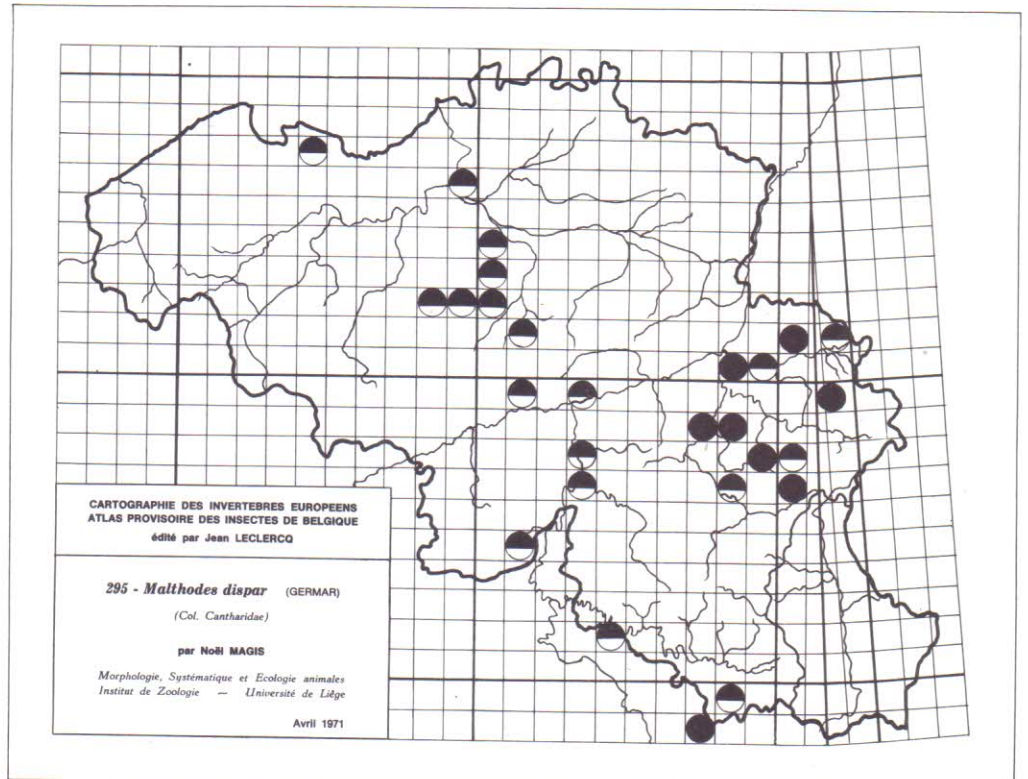 CARTOGRAPHIE DES INVERTEBRES EUROPEENS
ATLAS PROVISOIRE DES INSECTES DE BELGIQUE
édité par Jean LECLERCQ
295 - Malthodes dispar (GERMAR)
(Col. Cantharidae)
par Noël MAGIS
Morphologie, Systématique et Ecologie animales
Institut de Zoologie — Université de Liège
Avril 1971